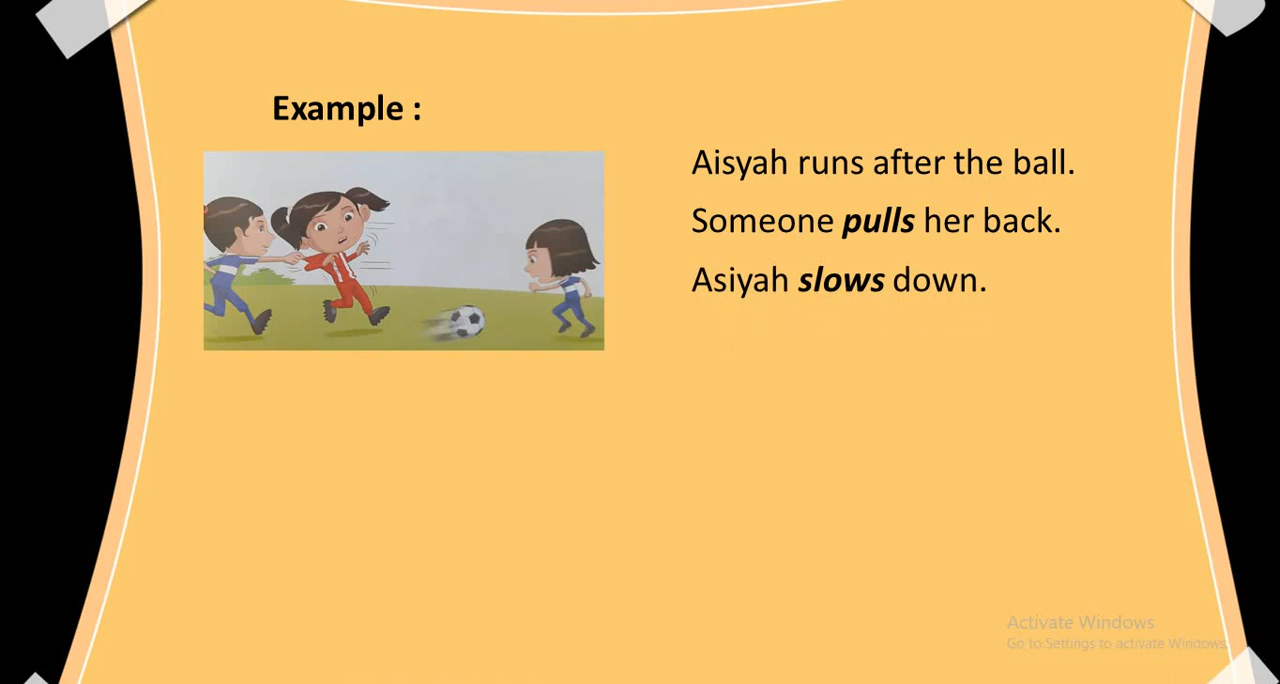 Example :
Aisyah runs after the ball.
Someone pulls her back.
Asiyah slows down.
Activate Windows
Go to Settings to activate Windows.